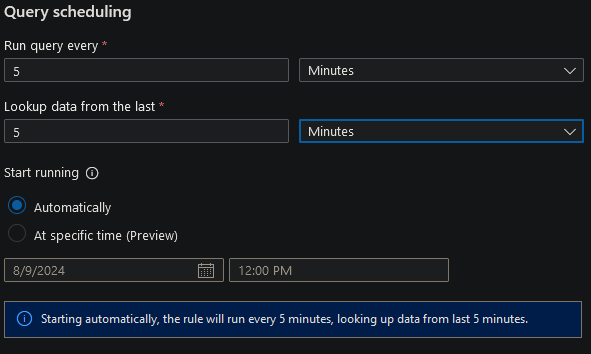 Query scheduling
Run query every *
5 Minutes
Lookup data from the last *
5 Minutes
Start running
Automatically
At specific time (Preview)
8/9/2024 12:00 PM
Starting automatically, the rule will run every 5 minutes, looking up data from last 5 minutes.